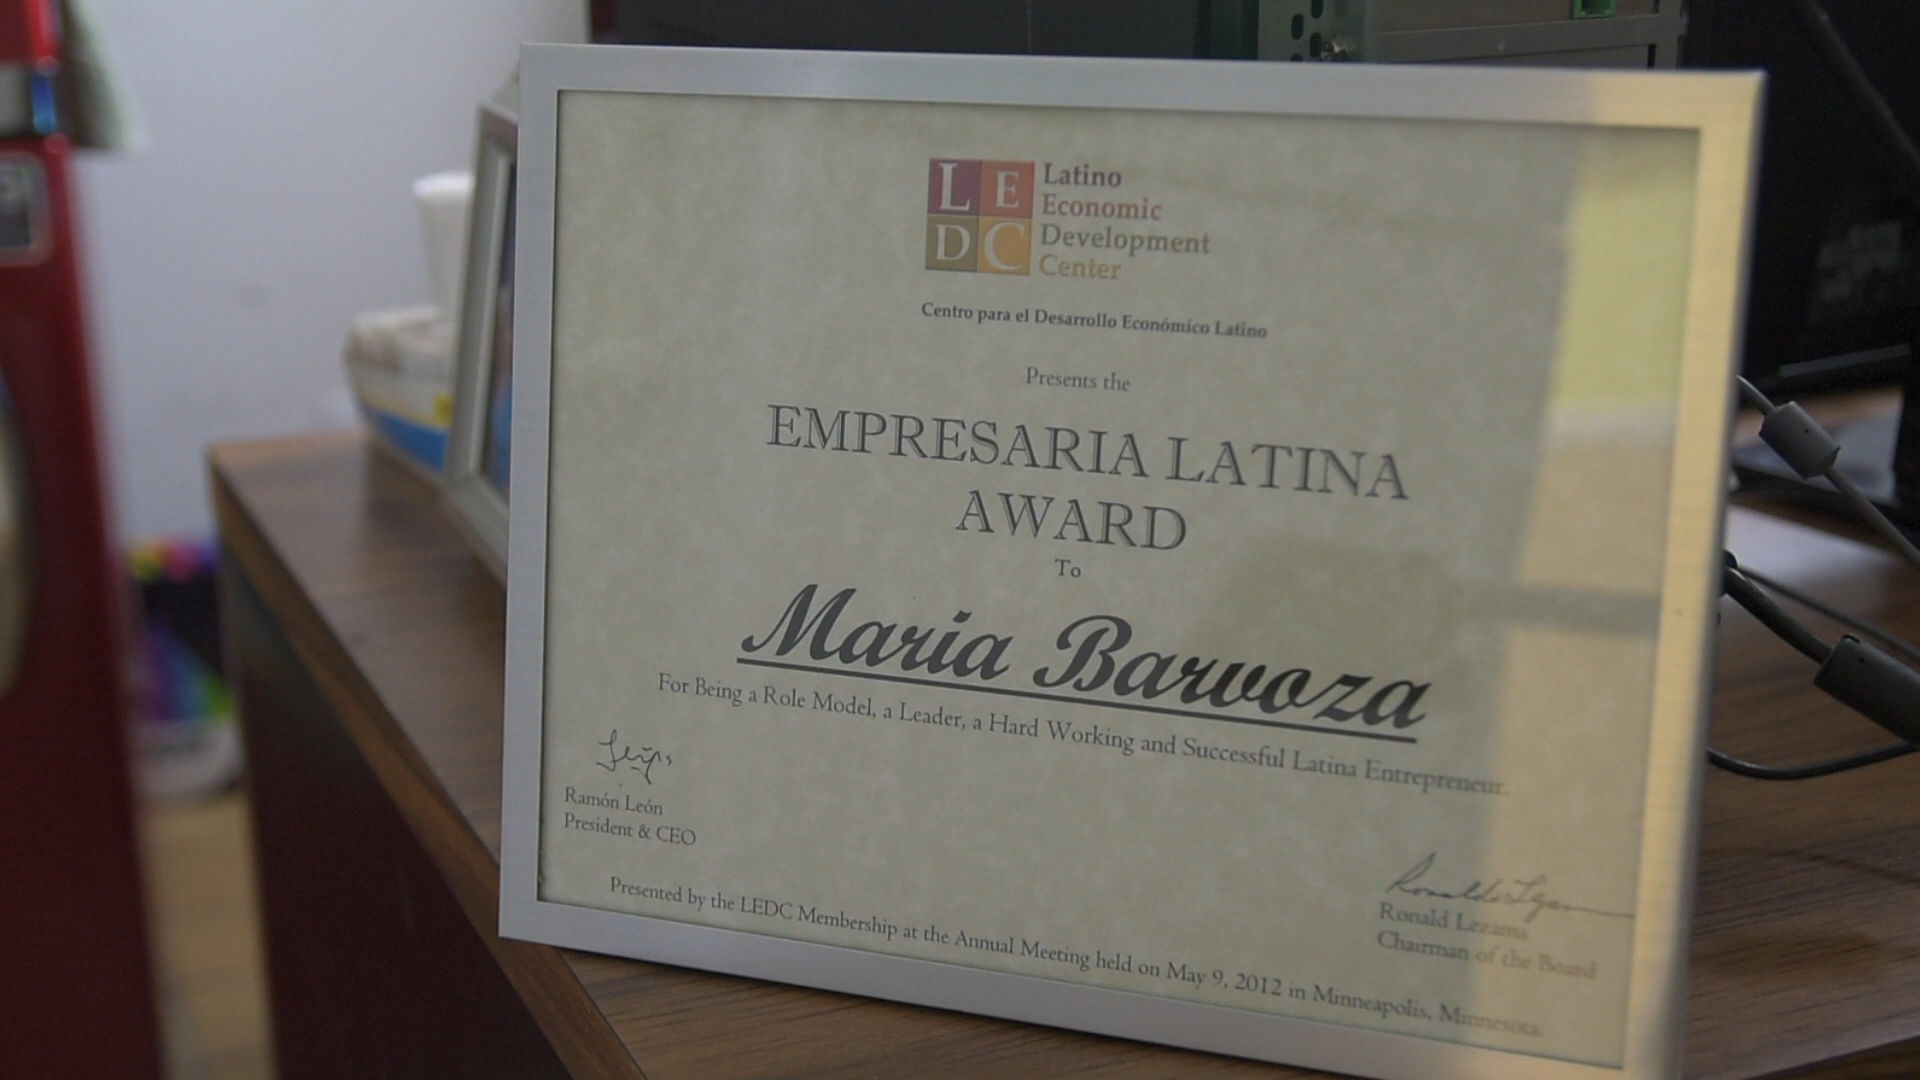 LE
DC
Latino
Economic
Development
Center
Centro para el Desarrollo Económico Latino
Presents the
EMPRESARIA LATINA
AWARD
To
Maria Barvoza
For Being a Role Model, a Leader, a Hard Working and Successful Latina Entrepreneur.
Ramón León
President & CEO
Ronald Lezama
Chairman of the Board
Presented by the LEDC Membership at the Annual Meeting held on May 9, 2012 in Minneapolis, Minnesota.